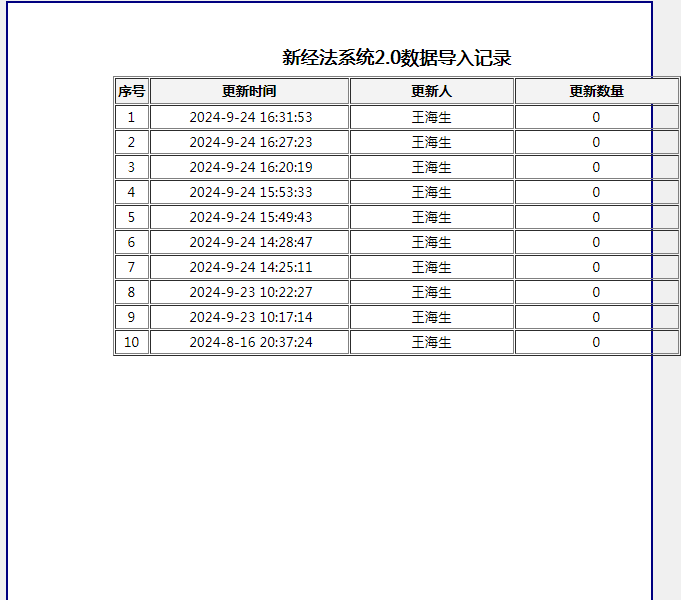 新经法系统2.0数据导入记录
序号 更新时间 更新人 更新数量
1 2024-9-24 16:31:53 王海生 0
2 2024-9-24 16:27:23 王海生 0
3 2024-9-24 16:20:19 王海生 0
4 2024-9-24 15:53:33 王海生 0
5 2024-9-24 15:49:43 王海生 0
6 2024-9-24 14:28:47 王海生 0
7 2024-9-24 14:25:11 王海生 0
8 2024-9-23 10:22:27 王海生 0
9 2024-9-23 10:17:14 王海生 0
10 2024-8-16 20:37:24 王海生 0